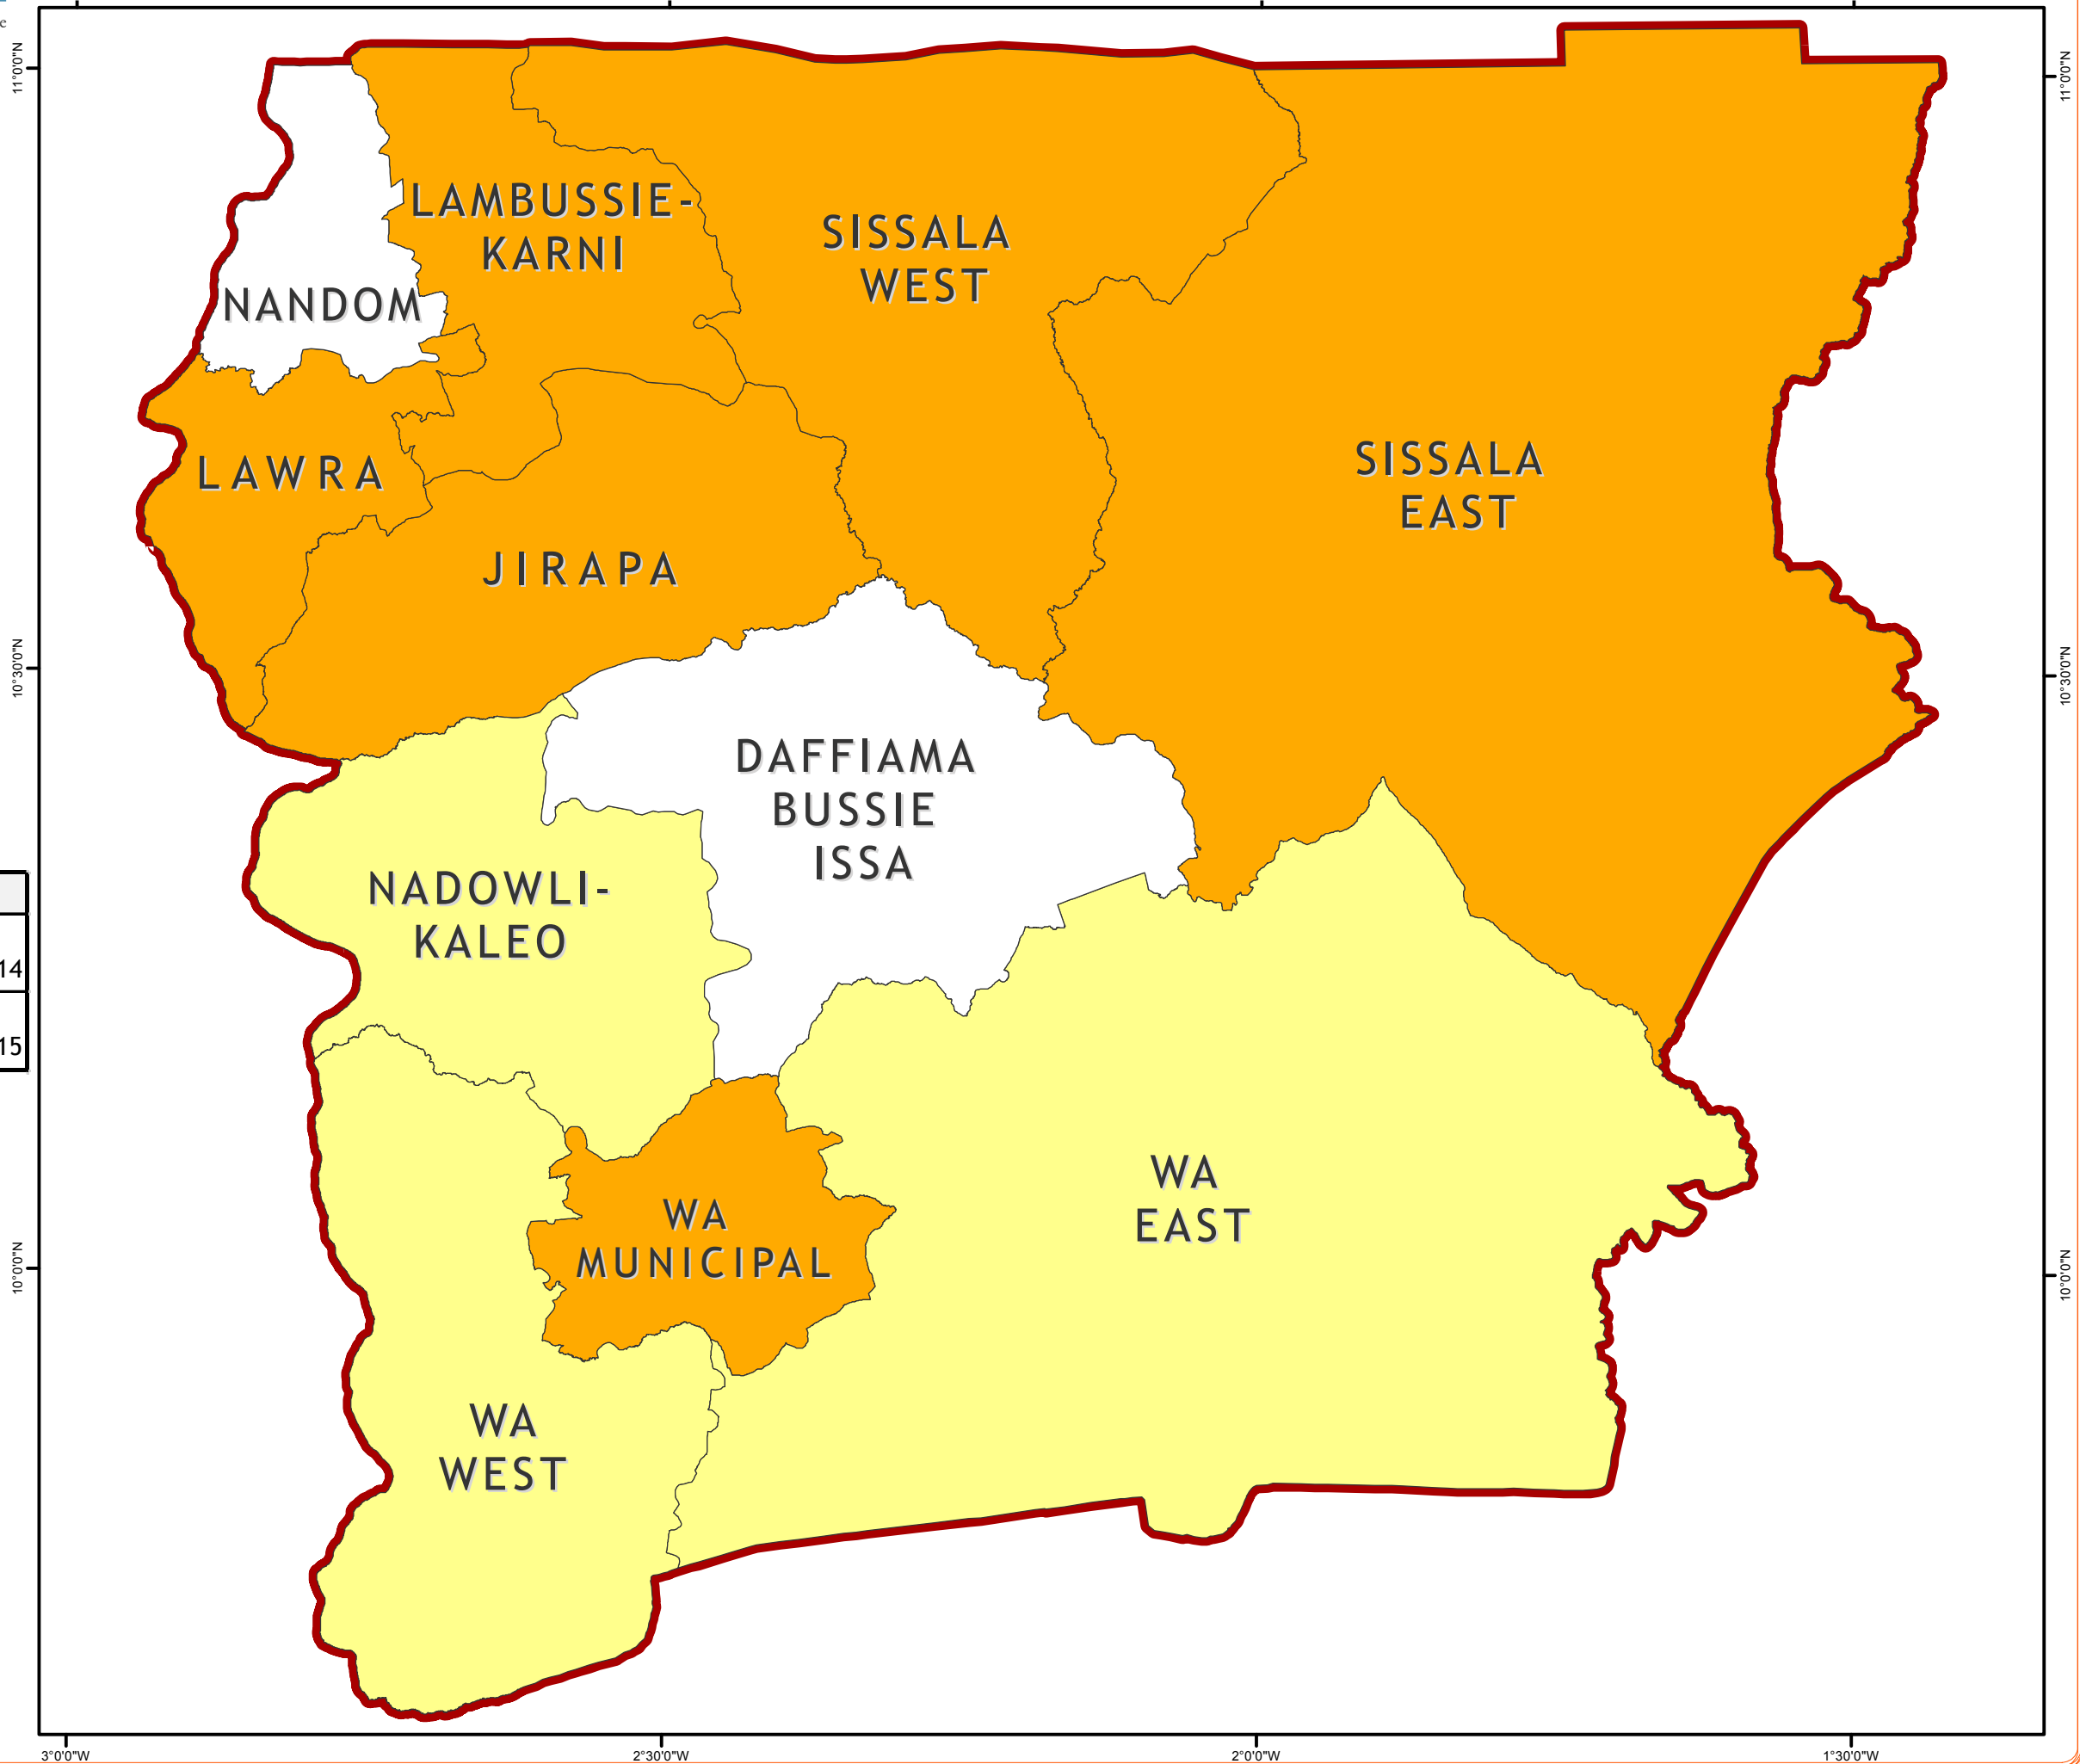 e
11°0'0"N
11°0'0"N
LAMBUSSIE-
KARNI
SISSALA
WEST
NANDOM
SISSALA
EAST
LAWRA
JIRAPA
10°30'0"N
10°30'0"N
DAFFIAMA
BUSSIE
ISSA
NADOWLI-
KALEO
14
15
WA
EAST
WA
MUNICIPAL
10°0'0"N
10°0'0"N
WA
WEST
3°0'0"W
2°30'0"W
2°0'0"W
1°30'0"W